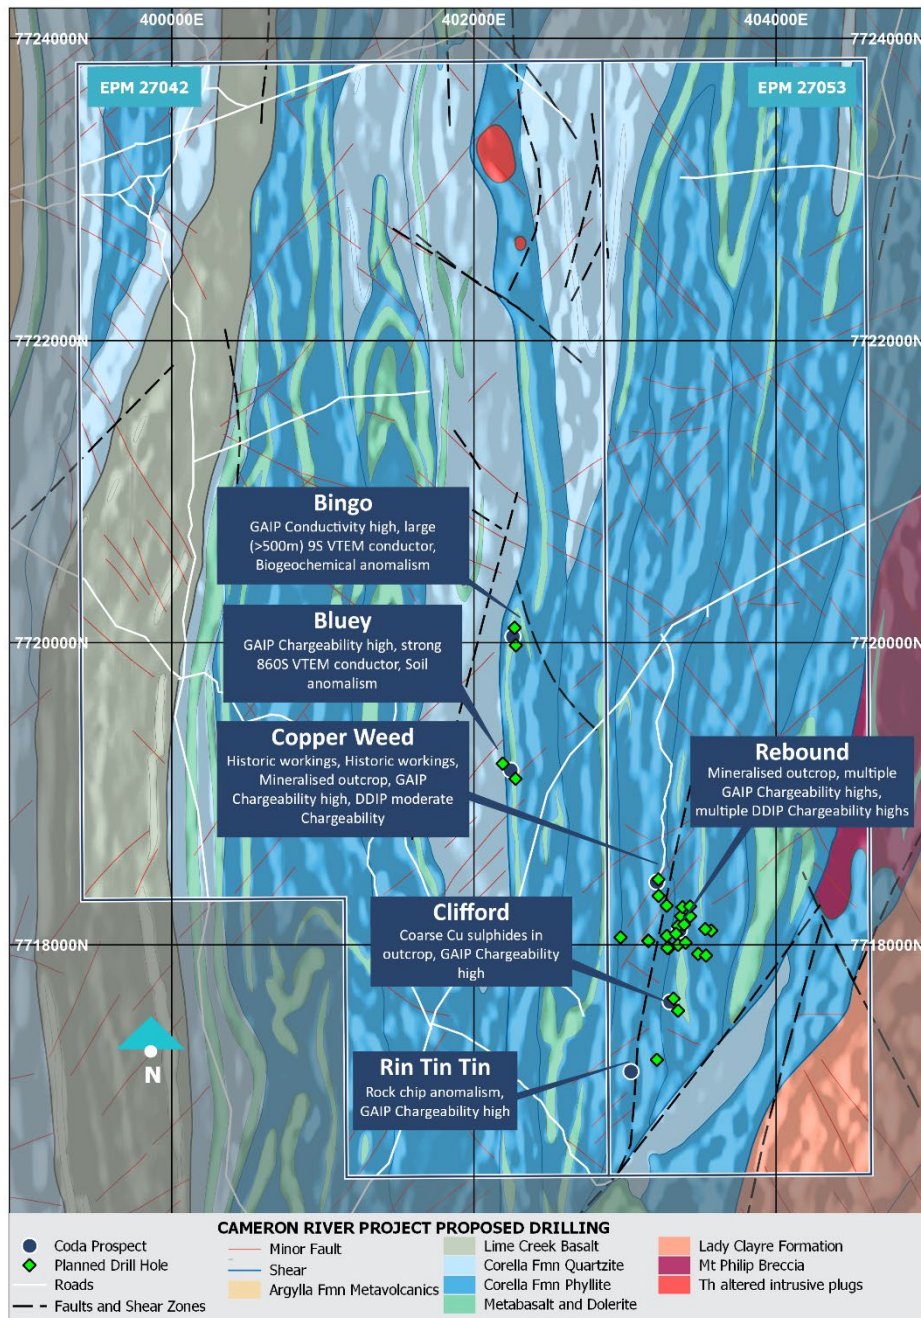 400000E
402000E
404000E
7724000N
7724000N
EPM 27042
EPM 27053
7722000N
7722000N
Bingo
GAIP Conductivity high, large
(>500m) 9S VTEM conductor,
Biogeochemical anomalism
7720000N
7720000N
Bluey
GAIP Chargeability high, strong
860S VTEM conductor, Soil
anomalism
Copper Weed
Historic workings, Historic workings,
Mineralised outcrop, GAIP
Chargeability high, DDIP moderate
Chargeability
Rebound
Mineralised outcrop, multiple
GAIP Chargeability highs,
multiple DDIP Chargeability highs
Clifford
Coarse Cu sulphides in
outcrop, GAIP Chargeability
high
7718000N
7718000N
N
Rin Tin Tin
Rock chip anomalism,
GAIP Chargeability high
CAMERON RIVER PROJECT PROPOSED DRILLING
Coda Prospect
Planned Drill Hole
Roads
Faults and Shear Zones
Minor Fault
Shear
Argylla Fmn Metavolcanics
Lime Creek Basalt
Corella Fmn Quartzite
Corella Fmn Phyllite
Metabasalt and Dolerite
Lady Clayre Formation
Mt Philip Breccia
Th altered intrusive plugs